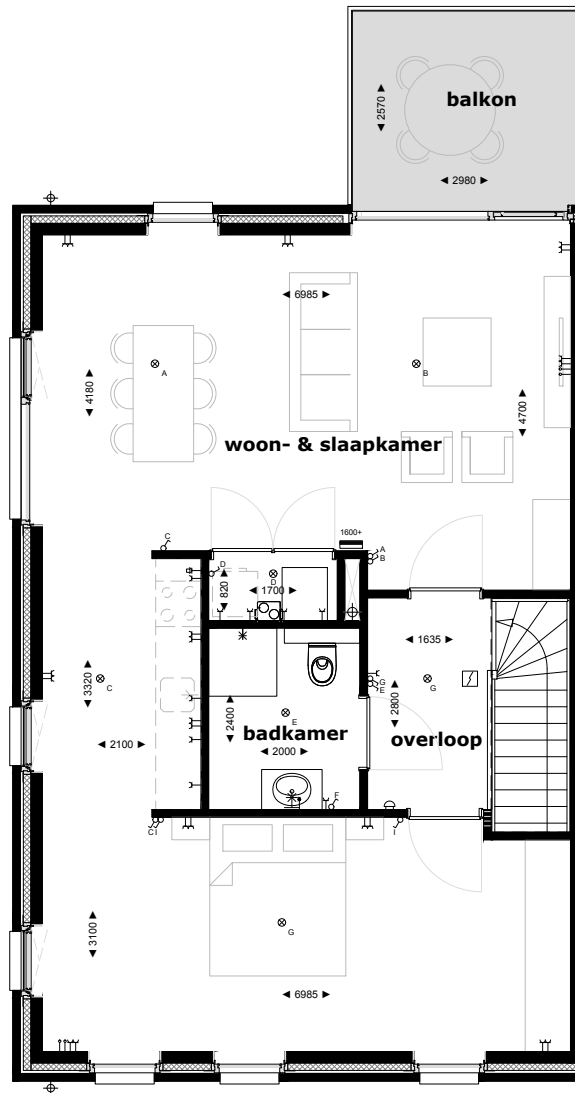 balkon
◄ 2570 ►
◄ 2980 ►
◄ 6985 ►
A
B
◄ 4180 ►
◄ 4700 ►
woon- & slaapkamer
C
1600+
A
B
D
D
◄ 820 ►
◄ 1700 ►
◄ 1635 ►
G
E
C
G
◄ 3320 ►
◄ 2800 ►
◄ 2400 ►
E
badkamer
overloop
◄ 2100 ►
◄ 2000 ►
F
C I
I
◄ 3100 ►
G
◄ 6985 ►